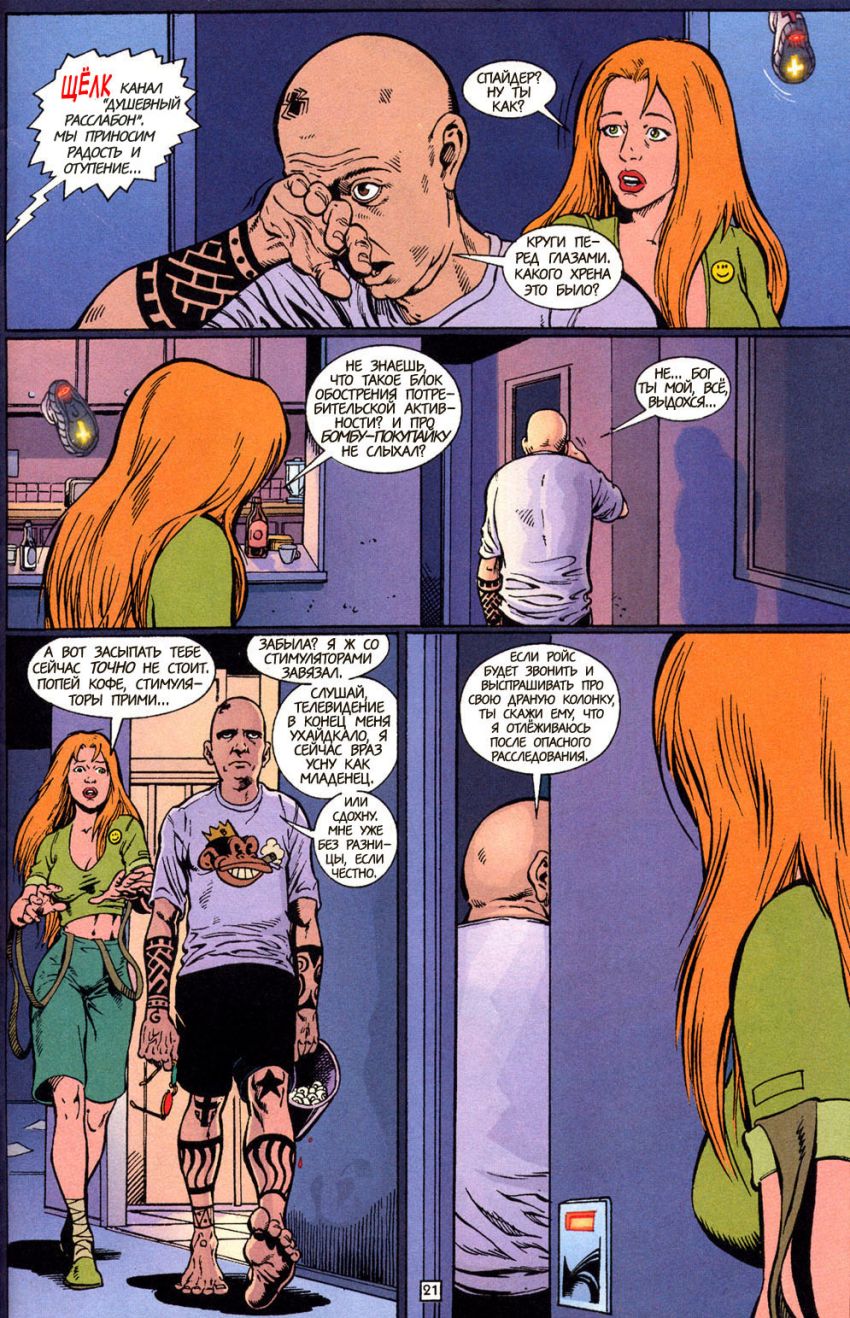 ЩЁЛК КАНАЛ
"ДУШЕВНЫЙ
РАССЛАБОН".
МЫ ПРИНОСИМ
РАДОСТЬ И
ОТУПЕНИЕ...
СПАЙДЕР?
НУ ТЫ
КАК?
КРУГИ ПЕ-
РЕД ГЛАЗАМИ.
КАКОГО ХРЕНА
ЭТО БЫЛО?
НЕ ЗНАЕШЬ,
ЧТО ТАКОЕ БЛОК
ОБОСТРЕНИЯ ПОТРЕ-
БИТЕЛЬСКОЙ АКТИВ-
НОСТИ? И ПРО
БОМБУ-ПОКУПАЙКУ
НЕ СЛЫХАЛ?
НЕ... БОГ
ТЫ МОЙ, ВСЁ,
ВЫДОХСЯ...
А ВОТ ЗАСЫПАТЬ ТЕБЕ
СЕЙЧАС ТОЧНО НЕ СТОИТ.
ПОПЕЙ КОФЕ, СТИМУЛЯ-
ТОРЫ ПРИМИ...
ЗАБЫЛА? Я Ж СО
СТИМУЛЯТОРАМИ
ЗАВЯЗАЛ.
СЛУШАЙ,
ТЕЛЕВИДЕНИЕ
В КОНЕЦ МЕНЯ
УХАЙДАКАЛО, Я
СЕЙЧАС ВРАЗ
УСНУ КАК
МЛАДЕНЕЦ.
ИЛИ
СДОХНУ.
МНЕ УЖЕ
БЕЗ РАЗНИ-
ЦЫ, ЕСЛИ
ЧЕСТНО.
ЕСЛИ РОЙС
БУДЕТ ЗВОНИТЬ И
ВЫСПРАШИВАТЬ ПРО
СВОЮ ДРАНУЮ КОЛОНКУ,
ТЫ СКАЖИ ЕМУ, ЧТО
Я ОТЛЁЖИВАЮСЬ
ПОСЛЕ ОПАСНОГО
РАССЛЕДОВАНИЯ.
21